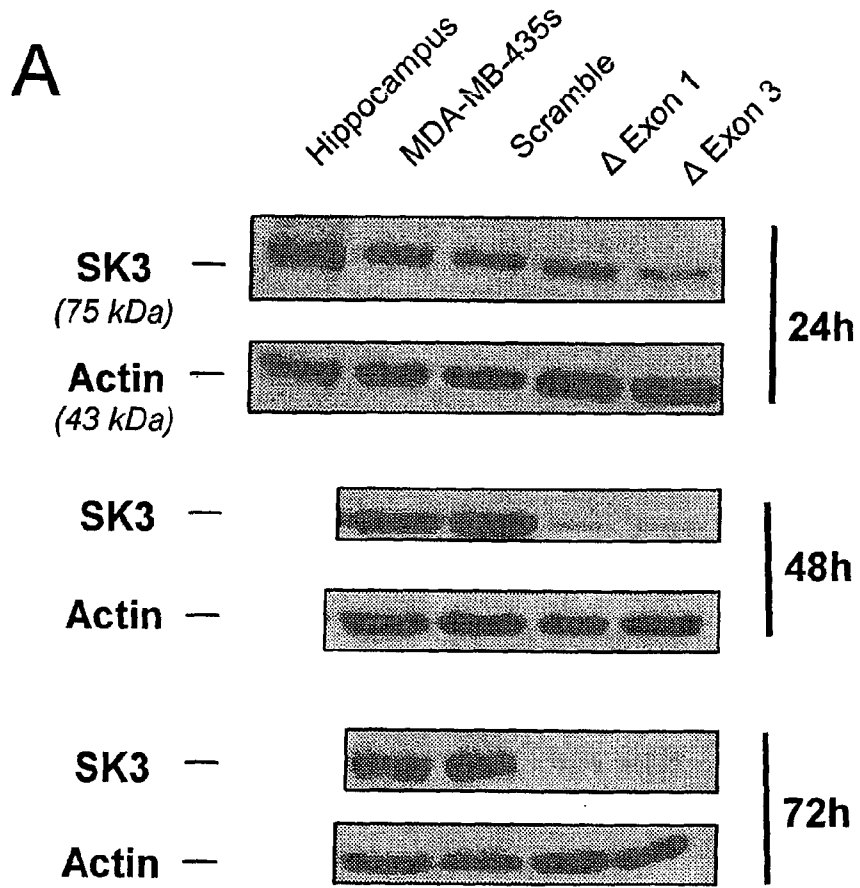 A
Hippocampus
MDA-MB-435s
Scramble
Δ Exon 1
Δ Exon 3
SK3
(75 kDa)
24h
Actin
(43 kDa)
SK3
48h
Actin
SK3
72h
Actin